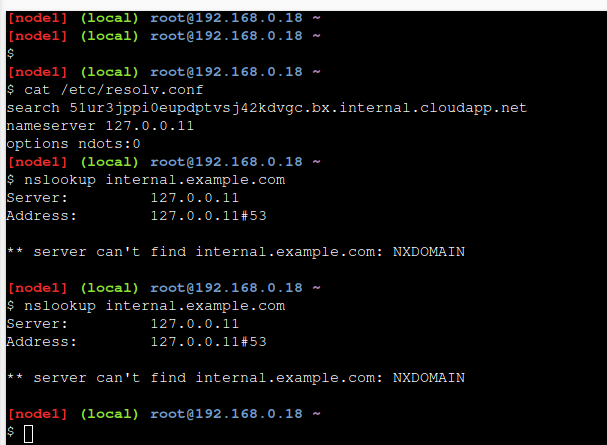 [node1] (local) root@192.168.0.18 ~
[node1] (local) root@192.168.0.18 ~
$
[node1] (local) root@192.168.0.18 ~
$ cat /etc/resolv.conf
search 51ur3jppi0eupdptvsj42kdvgc.bx.internal.cloudapp.net
nameserver 127.0.0.11
options ndots:0
[node1] (local) root@192.168.0.18 ~
$ nslookup internal.example.com
Server:         127.0.0.11
Address:        127.0.0.11#53
** server can't find internal.example.com: NXDOMAIN
[node1] (local) root@192.168.0.18 ~
$ nslookup internal.example.com
Server:         127.0.0.11
Address:        127.0.0.11#53
** server can't find internal.example.com: NXDOMAIN
[node1] (local) root@192.168.0.18 ~
$